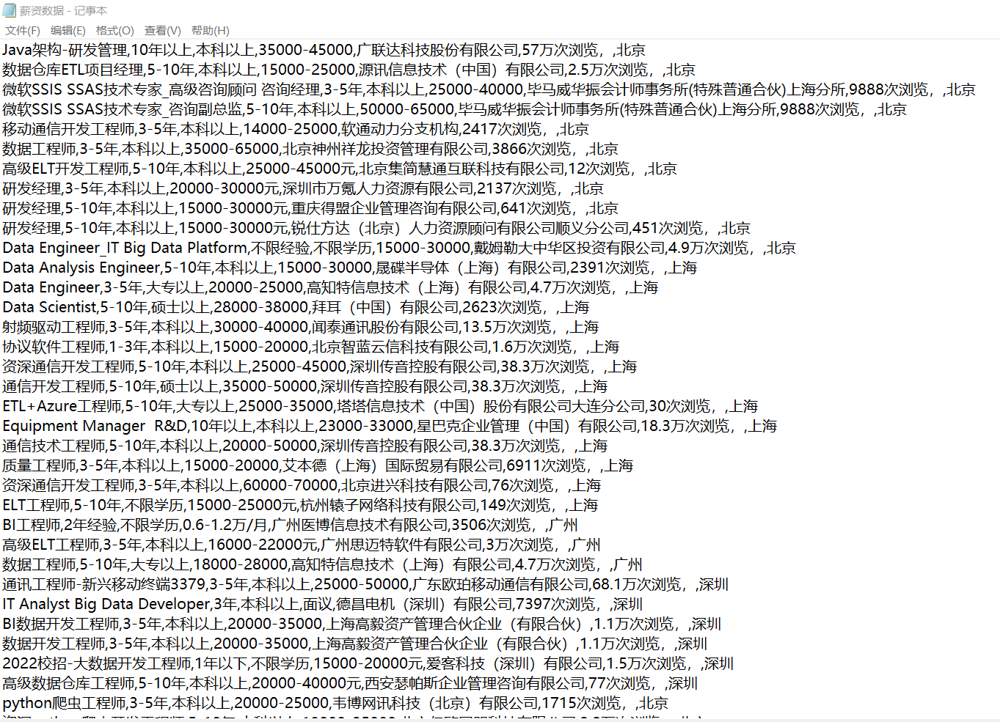 薪资数据 - 记事本
文件(F) 编辑(E) 格式(O) 查看(V) 帮助(H)
Java架构-研发管理,10年以上,本科以上,35000-45000,广联达科技股份有限公司,57万次浏览，,北京
数据仓库ETL项目经理,5-10年,本科以上,15000-25000,源讯信息技术（中国）有限公司,2.5万次浏览，,北京
微软SSIS SSAS技术专家_高级咨询顾问 咨询经理,3-5年,本科以上,25000-40000,毕马威华振会计师事务所(特殊普通合伙)上海分所,9888次浏览，,北京
微软SSIS SSAS技术专家_咨询副总监,5-10年,本科以上,50000-65000,毕马威华振会计师事务所(特殊普通合伙)上海分所,9888次浏览，,北京
移动通信开发工程师,3-5年,本科以上,14000-25000,软通动力分支机构,2417次浏览，,北京
数据工程师,3-5年,本科以上,35000-65000,北京神州祥龙投资管理有限公司,3866次浏览，,北京
高级ELT开发工程师,5-10年,本科以上,25000-45000元,北京集简慧通互联科技有限公司,12次浏览，,北京
研发经理,3-5年,本科以上,20000-30000元,深圳市万氪人力资源有限公司,2137次浏览，,北京
研发经理,5-10年,本科以上,15000-30000元,重庆得盟企业管理咨询有限公司,641次浏览，,北京
研发经理,5-10年,本科以上,15000-30000元,锐仕方达（北京）人力资源顾问有限公司顺义分公司,451次浏览，,北京
Data Engineer_IT Big Data Platform,不限经验,不限学历,15000-30000,戴姆勒大中华区投资有限公司,4.9万次浏览，,北京
Data Analysis Engineer,5-10年,本科以上,15000-30000,晟碟半导体（上海）有限公司,2391次浏览，,上海
Data Engineer,3-5年,大专以上,20000-25000,高知特信息技术（上海）有限公司,4.7万次浏览，,上海
Data Scientist,5-10年,硕士以上,28000-38000,拜耳（中国）有限公司,2623次浏览，,上海
射频驱动工程师,3-5年,本科以上,30000-40000,闻泰通讯股份有限公司,13.5万次浏览，,上海
协议软件工程师,1-3年,本科以上,15000-20000,北京智蓝云信科技有限公司,1.6万次浏览，,上海
资深通信开发工程师,5-10年,本科以上,25000-45000,深圳传音控股有限公司,38.3万次浏览，,上海
通信开发工程师,5-10年,硕士以上,35000-50000,深圳传音控股有限公司,38.3万次浏览，,上海
ETL+Azure工程师,5-10年,大专以上,25000-35000,塔塔信息技术（中国）股份有限公司大连分公司,30次浏览，,上海
Equipment Manager  R&D,10年以上,本科以上,23000-33000,星巴克企业管理（中国）有限公司,18.3万次浏览，,上海
通信技术工程师,5-10年,本科以上,20000-50000,深圳传音控股有限公司,38.3万次浏览，,上海
质量工程师,3-5年,本科以上,15000-20000,艾本德（上海）国际贸易有限公司,6911次浏览，,上海
资深通信开发工程师,3-5年,本科以上,60000-70000,北京进兴科技有限公司,76次浏览，,上海
ELT工程师,5-10年,不限学历,15000-25000元,杭州辕子网络科技有限公司,149次浏览，,上海
BI工程师,2年经验,不限学历,0.6-1.2万/月,广州医博信息技术有限公司,3506次浏览，,广州
高级ELT工程师,3-5年,本科以上,16000-22000元,广州思迈特软件有限公司,3万次浏览，,广州
数据工程师,5-10年,大专以上,18000-28000,高知特信息技术（上海）有限公司,4.7万次浏览，,广州
通讯工程师-新兴移动终端3379,3-5年,本科以上,25000-50000,广东欧珀移动通信有限公司,68.1万次浏览，,深圳
IT Analyst Big Data Developer,3年,本科以上,面议,德昌电机（深圳）有限公司,7397次浏览，,深圳
BI数据开发工程师,3-5年,本科以上,20000-35000,上海高毅资产管理合伙企业（有限合伙）,1.1万次浏览，,深圳
数据开发工程师,3-5年,本科以上,20000-35000,上海高毅资产管理合伙企业（有限合伙）,1.1万次浏览，,深圳
2022校招-大数据开发工程师,1年以下,不限学历,15000-20000元,爱客科技（深圳）有限公司,1.5万次浏览，,深圳
高级数据仓库工程师,5-10年,本科以上,20000-40000元,西安瑟帕斯企业管理咨询有限公司,77次浏览，,深圳
python爬虫工程师,3-5年,本科以上,20000-25000,韦博网讯科技（北京）有限公司,1715次浏览，,北京